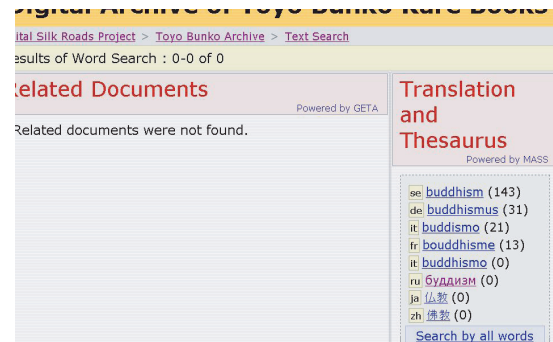 Digital Archive of Toyo Bunko Rare Books
ital Silk Roads Project > Toyo Bunko Archive > Text Search
esults of Word Search : 0-0 of 0
Related Documents
Powered by GETA
Related documents were not found.
Translation
and
Thesaurus
Powered by MASS
se buddhism (143)
de buddhismus (31)
it buddismo (21)
fr bouddhisme (13)
it buddhismo (0)
ru буддизм (0)
ja 仏教 (0)
zh 佛教 (0)
Search by all words